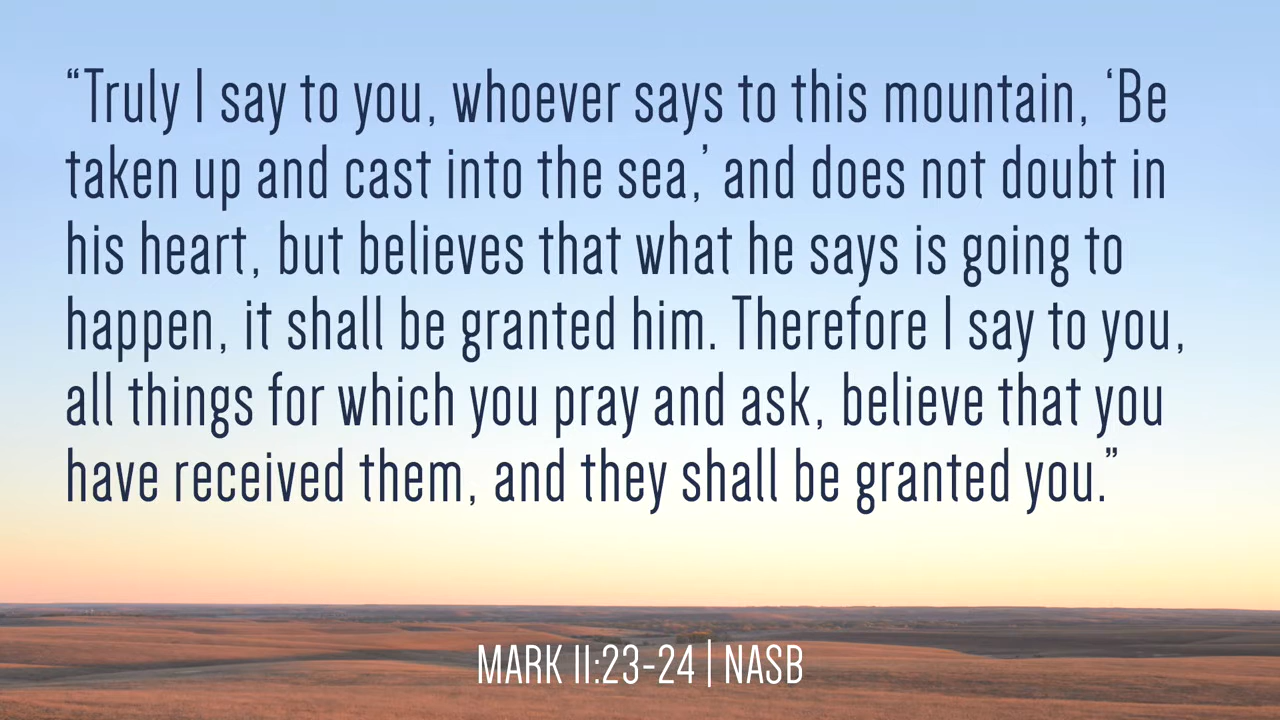 “Truly I say to you, whoever says to this mountain, ‘Be
taken up and cast into the sea,’ and does not doubt in
his heart, but believes that what he says is going to
happen, it shall be granted him. Therefore I say to you,
all things for which you pray and ask, believe that you
have received them, and they shall be granted you.”
MARK 11:23-24 | NASB